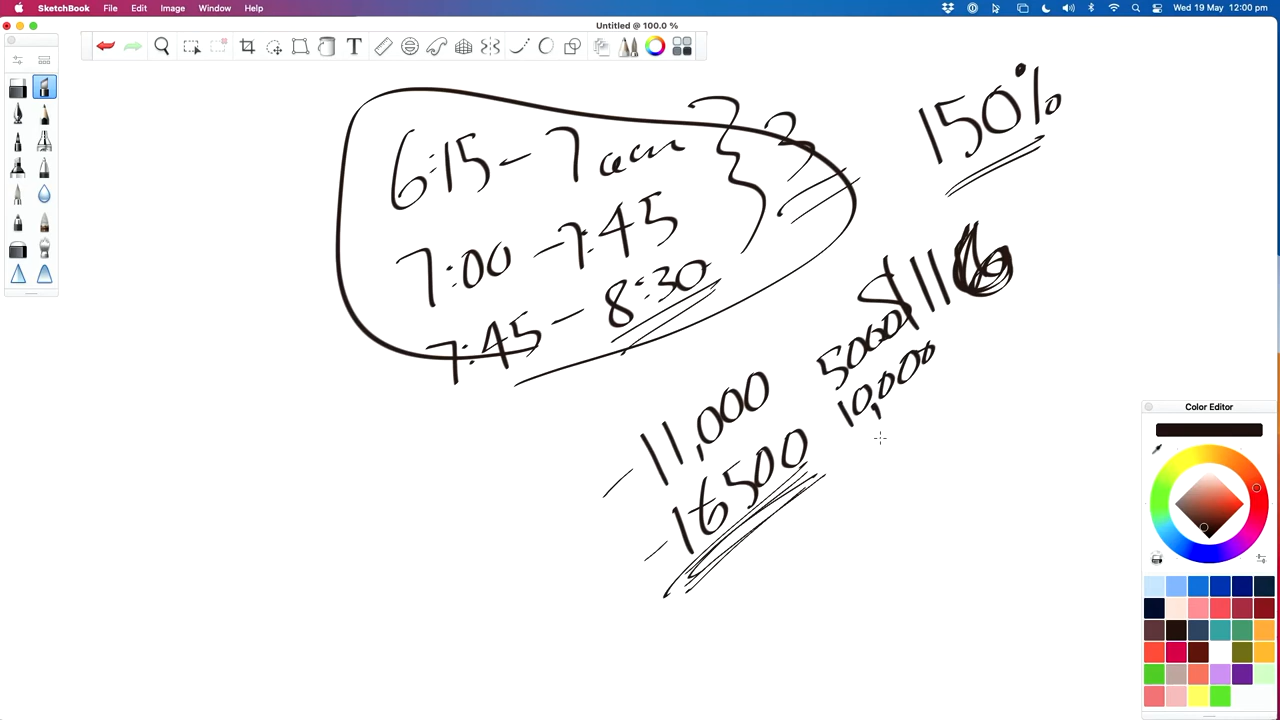 SketchBook File Edit Image Window Help
Wed 19 May 12:00 pm
Untitled @ 100.0 %
6:15 - 7 am
7:00 - 7:45
7:45 - 8:30
3
150%
5000
10,000
- 11,000
- 16500
Color Editor